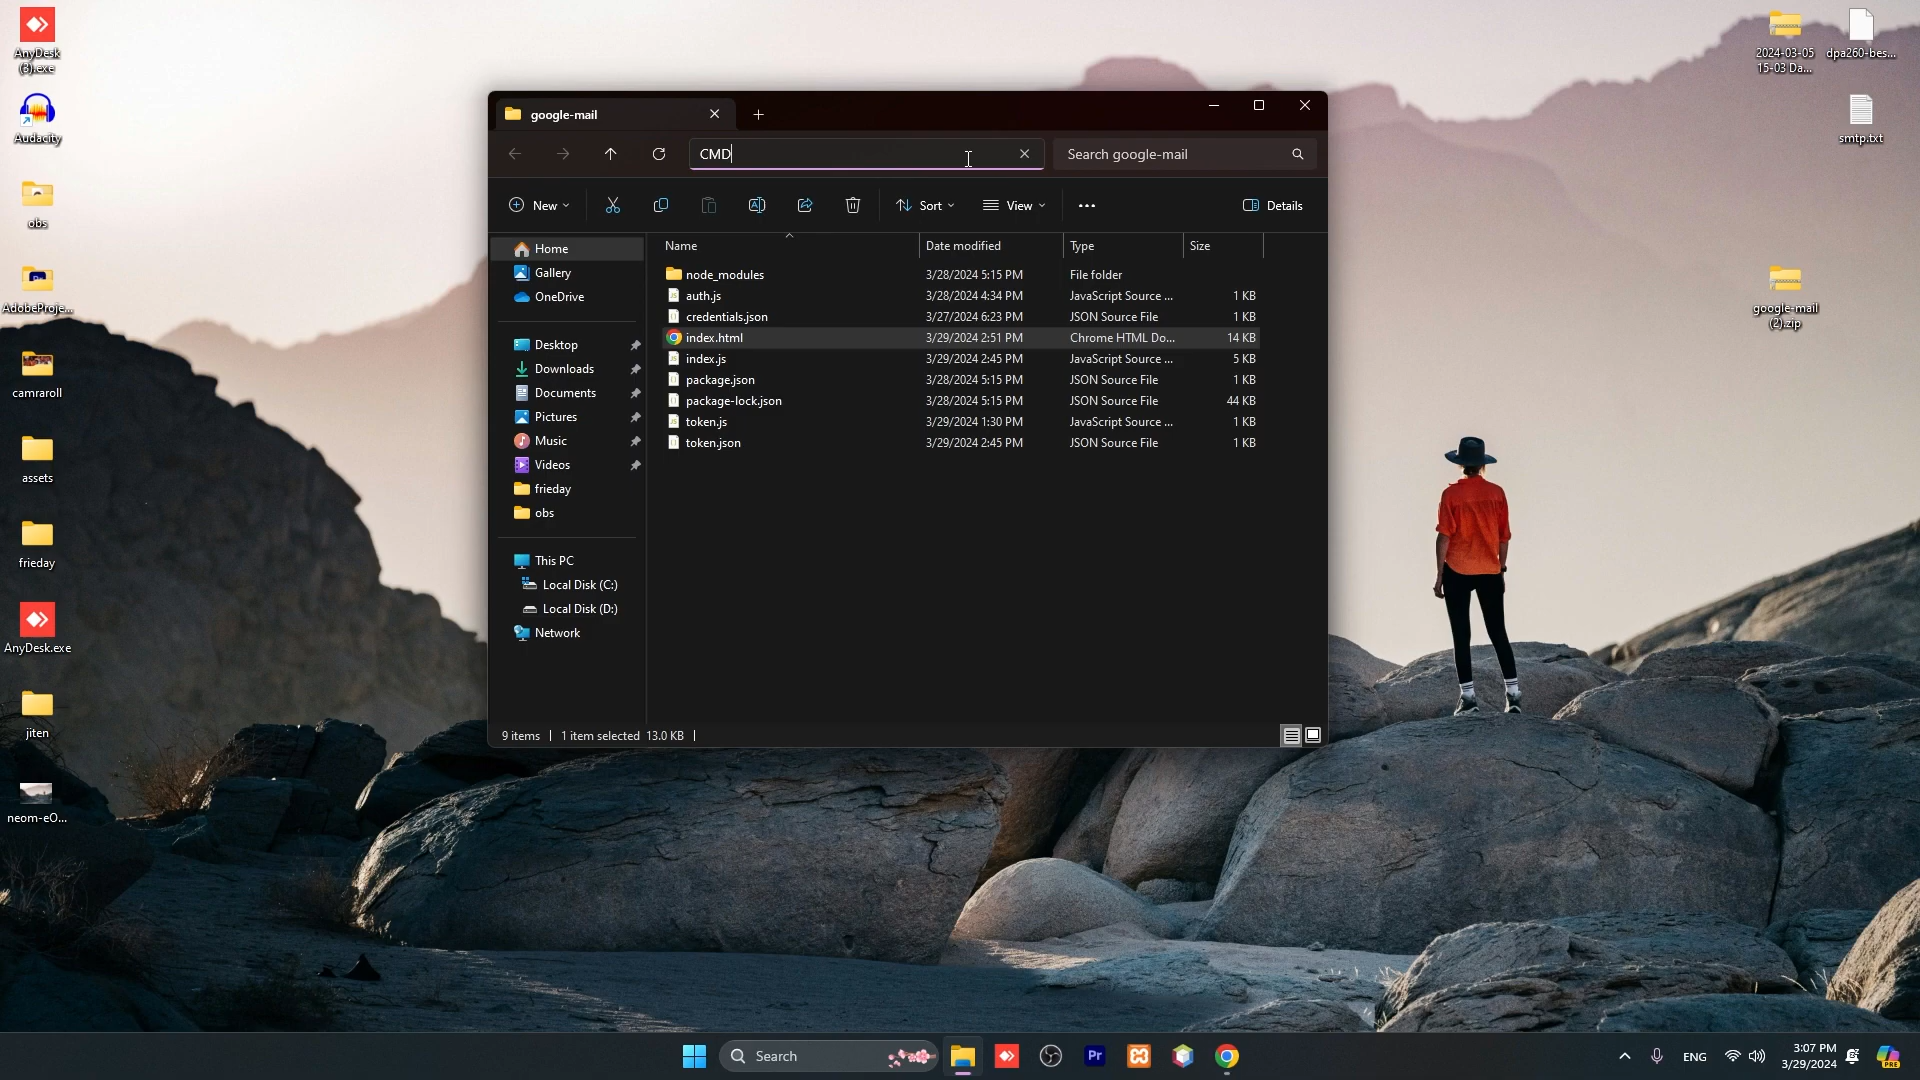 AnyDesk
(3).exe
Audacity
obs
AdobeProje...
camraroll
assets
frieday
AnyDesk.exe
jiten
neom-eO...
2024-03-05
15-03 Da...
dpa260-bes...
smtp.txt
google-mail
(2).zip
google-mail
CMD
Search google-mail
New
Sort
View
Details
Home
Gallery
OneDrive
Desktop
Downloads
Documents
Pictures
Music
Videos
frieday
obs
This PC
Local Disk (C:)
Local Disk (D:)
Network
Name Date modified Type Size
node_modules 3/28/2024 5:15 PM File folder
auth.js 3/28/2024 4:34 PM JavaScript Source ... 1 KB
credentials.json 3/27/2024 6:23 PM JSON Source File 1 KB
index.html 3/29/2024 2:51 PM Chrome HTML Do... 14 KB
index.js 3/29/2024 2:45 PM JavaScript Source ... 5 KB
package.json 3/28/2024 5:15 PM JSON Source File 1 KB
package-lock.json 3/28/2024 5:15 PM JSON Source File 44 KB
token.js 3/29/2024 1:30 PM JavaScript Source ... 1 KB
token.json 3/29/2024 2:45 PM JSON Source File 1 KB
9 items 1 item selected 13.0 KB
Search
Pr
ENG
3:07 PM
3/29/2024
PRE